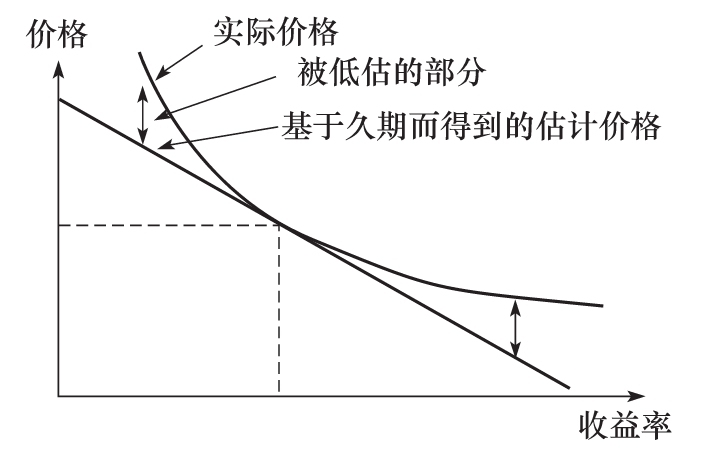 价格
实际价格
被低估的部分
基于久期而得到的估计价格
收益率